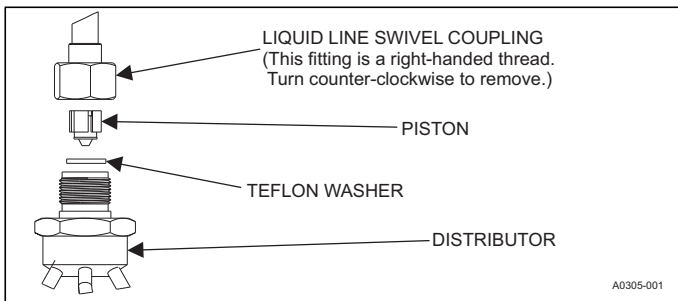 LIQUID LINE SWIVEL COUPLING
(This fitting is a right-handed thread.
Turn counter-clockwise to remove.)
PISTON
TEFLON WASHER
DISTRIBUTOR
A0305-001